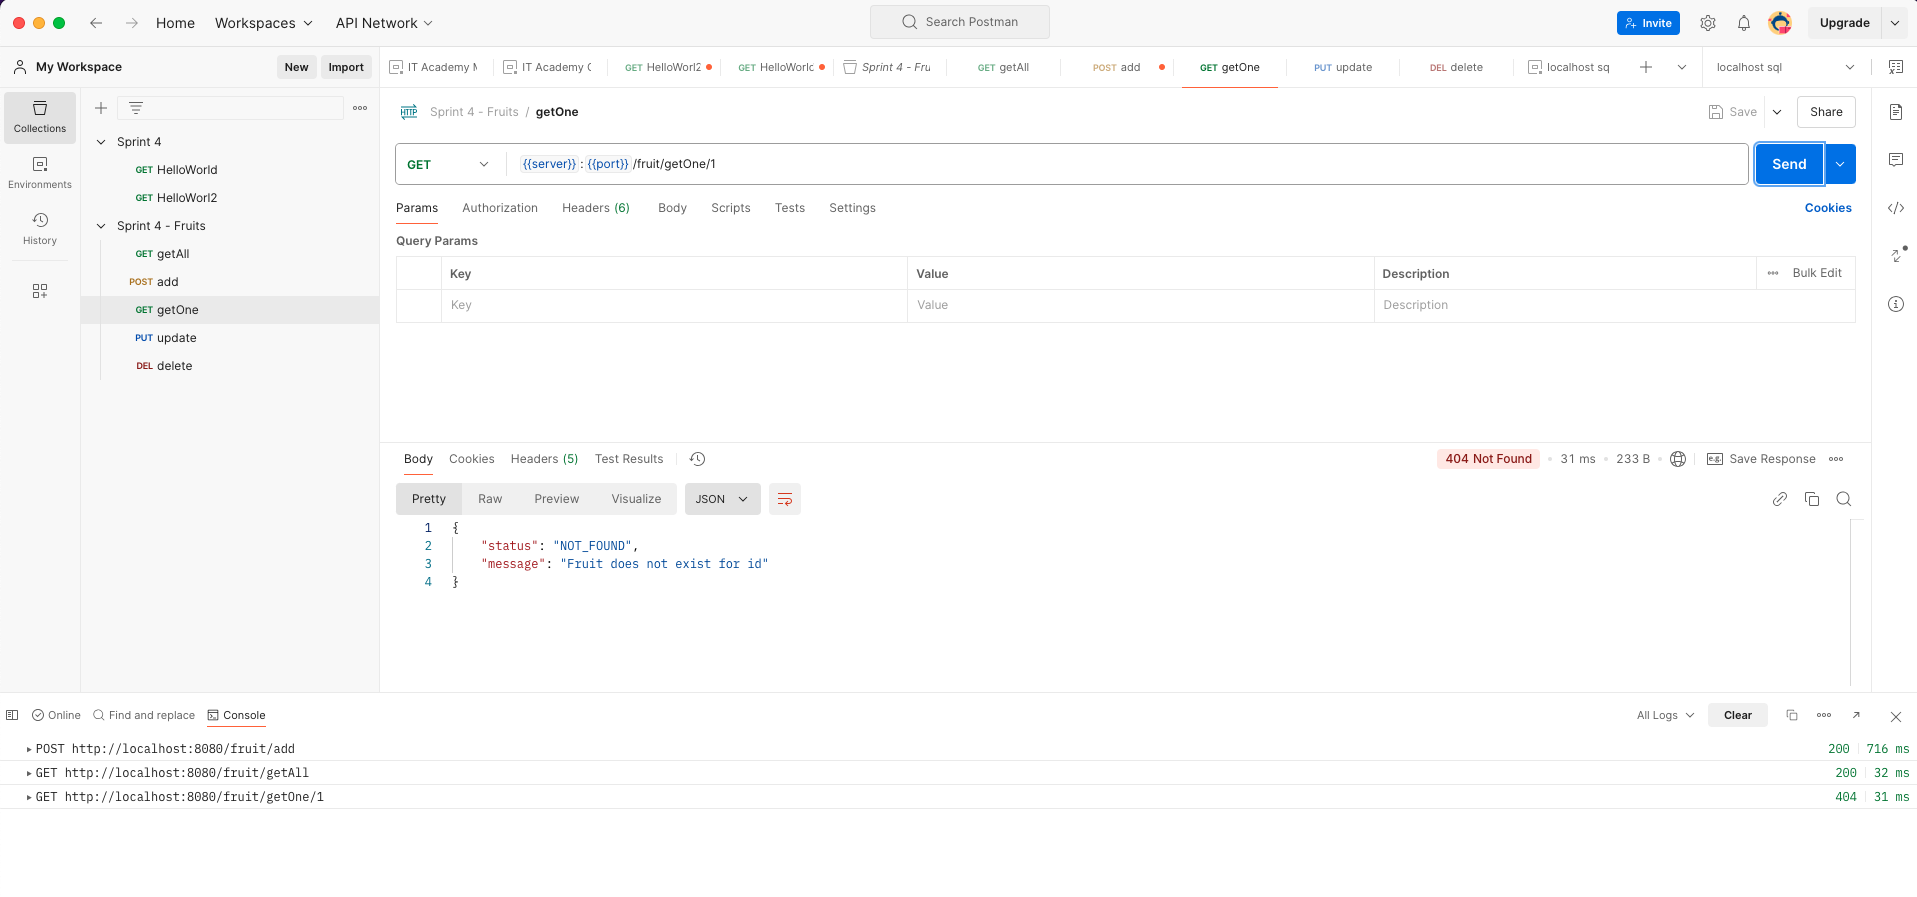 Home Workspaces API Network Search Postman Invite Upgrade
My Workspace New Import
IT Academy GET HelloWorl2 GET HelloWorl Sprint 4 - Fru GET getAll POST add GET getOne PUT update DEL delete localhost sq localhost sql
IT Academy
Collections
Environments
History
Sprint 4
GET HelloWorld
GET HelloWorl2
Sprint 4 - Fruits
GET getAll
POST add
GET getOne
PUT update
DEL delete
HTTP Sprint 4 - Fruits / getOne Save Share
GET {{server}}:{{port}}/fruit/getOne/1 Send
Params Authorization Headers (6) Body Scripts Tests Settings Cookies
Query Params
Key Value Description Bulk Edit
Key Value Description
Body Cookies Headers (5) Test Results 404 Not Found 31 ms 233 B e.g. Save Response
Pretty Raw Preview Visualize JSON
1 {
2 "status": "NOT_FOUND",
3 "message": "Fruit does not exist for id"
4 }
Online Find and replace Console All Logs Clear
POST http://localhost:8080/fruit/add 200 716 ms
GET http://localhost:8080/fruit/getAll 200 32 ms
GET http://localhost:8080/fruit/getOne/1 404 31 ms